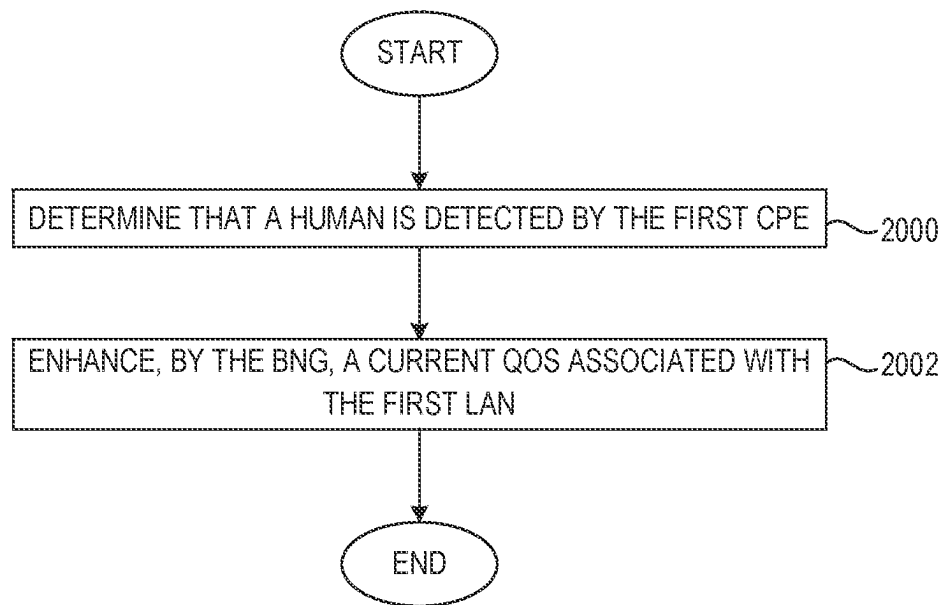 START
DETERMINE THAT A HUMAN IS DETECTED BY THE FIRST CPE
2000
ENHANCE, BY THE BNG, A CURRENT QOS ASSOCIATED WITH
THE FIRST LAN
2002
END